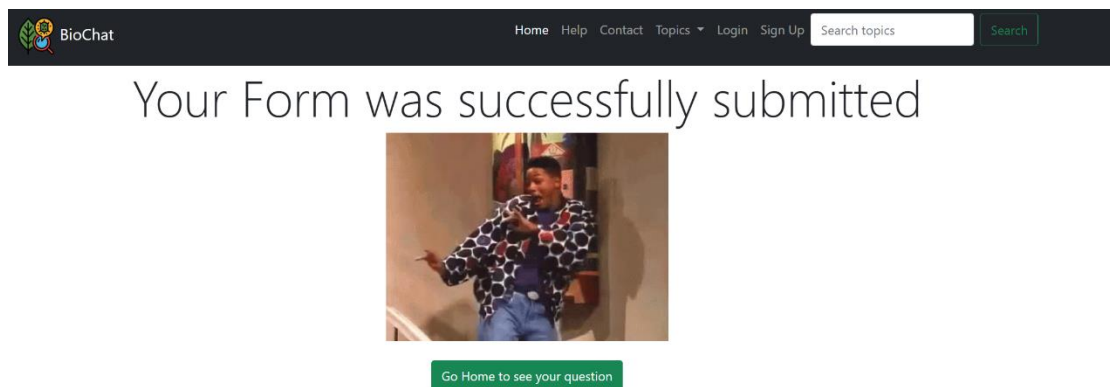 BioChat Home Help Contact Topics Login Sign Up Search topics Search
Your Form was successfully submitted
Go Home to see your question